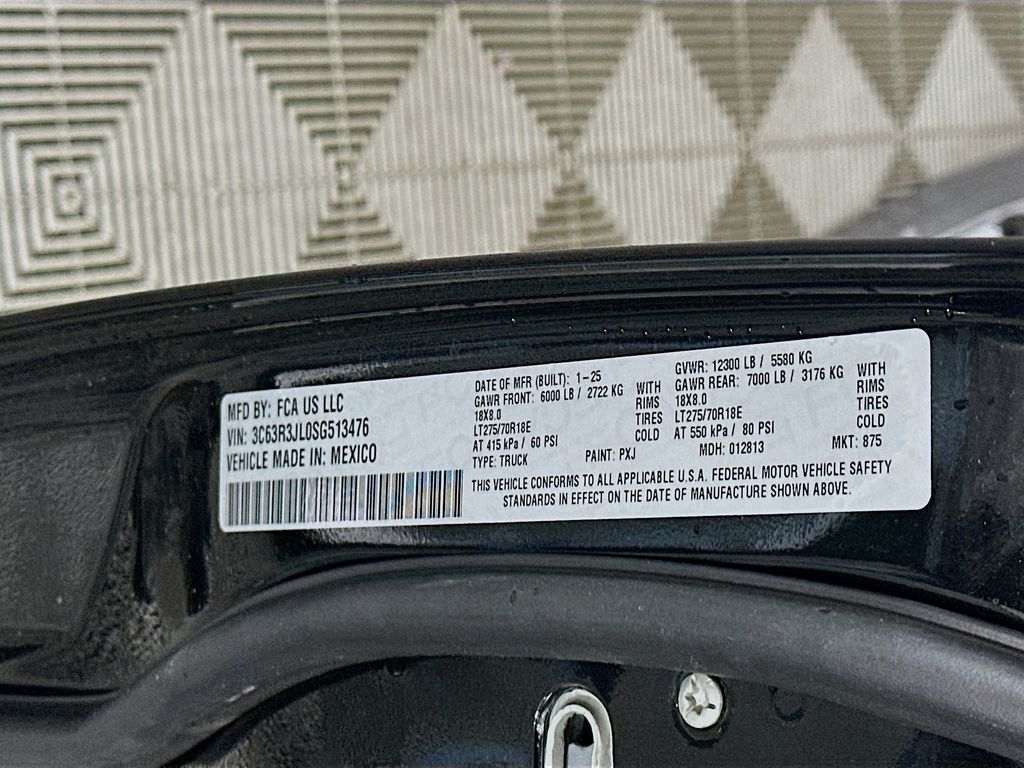 MFD BY: FCA US LLC
VIN: 3C63R3JL0SG513476
VEHICLE MADE IN: MEXICO
DATE OF MFR (BUILT): 1-25
GAWR FRONT: 6000 LB / 2722 KG
18X8.0
LT275/70R18E
AT 415 kPa / 60 PSI
WITH
RIMS
TIRES
COLD
TYPE: TRUCK
PAINT: PXJ
GVWR: 12300 LB / 5580 KG
GAWR REAR: 7000 LB / 3176 KG
18X8.0
LT275/70R18E
AT 550 kPa / 80 PSI
WITH
RIMS
TIRES
COLD
MDH: 012813
MKT: 875
THIS VEHICLE CONFORMS TO ALL APPLICABLE U.S.A. FEDERAL MOTOR VEHICLE SAFETY
STANDARDS IN EFFECT ON THE DATE OF MANUFACTURE SHOWN ABOVE.